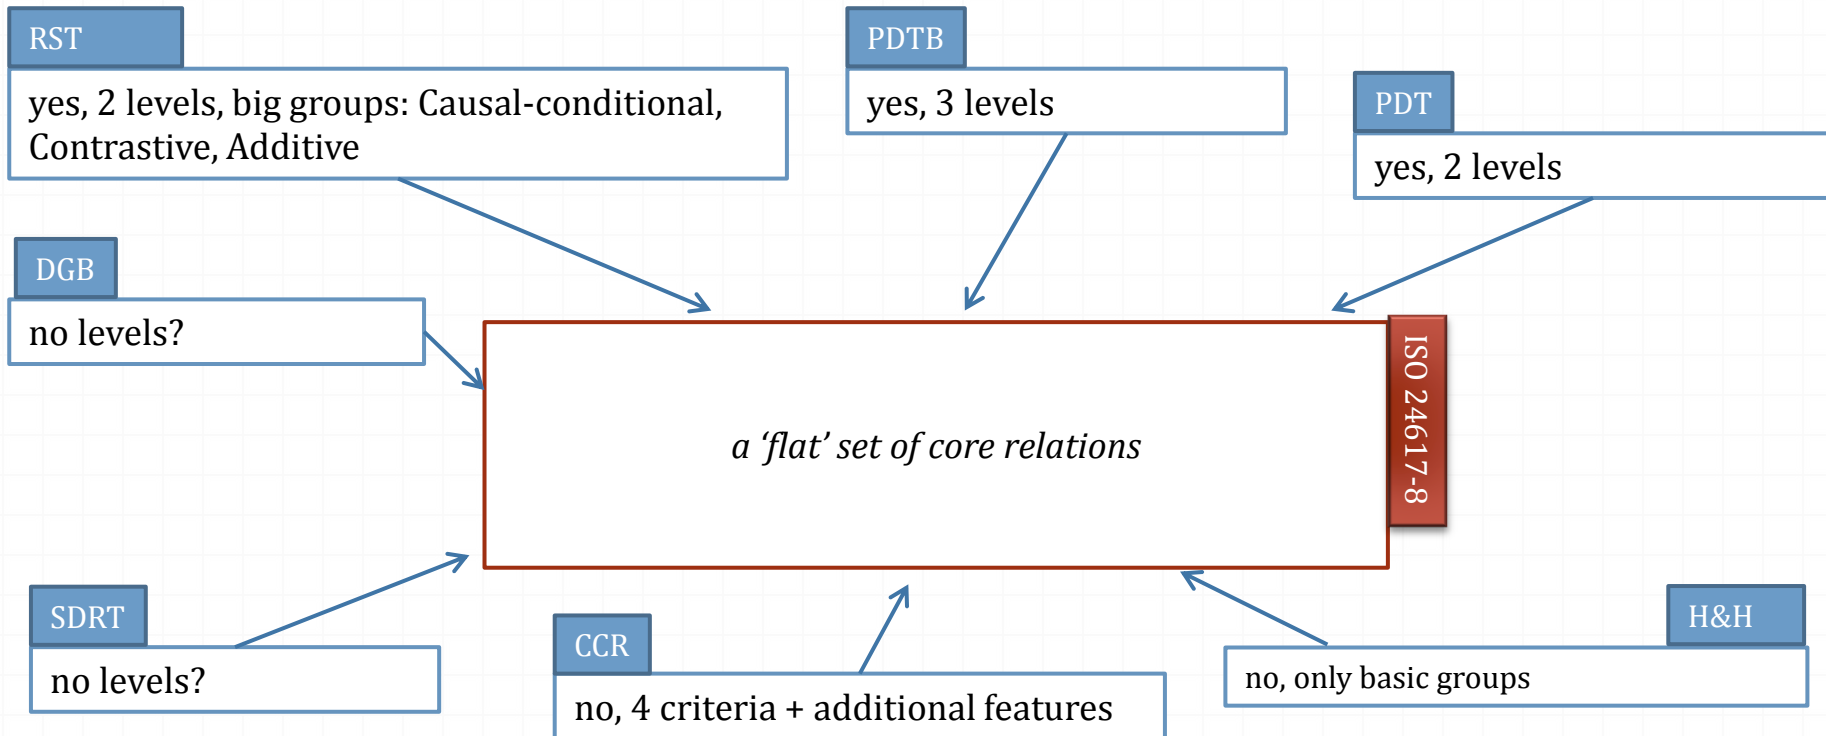 RST
yes, 2 levels, big groups: Causal-conditional,
Contrastive, Additive
PDTB
yes, 3 levels
PDT
yes, 2 levels
DGB
no levels?
a ‘flat’ set of core relations
ISO 24617-8
SDRT
no levels?
CCR
no, 4 criteria + additional features
H&H
no, only basic groups